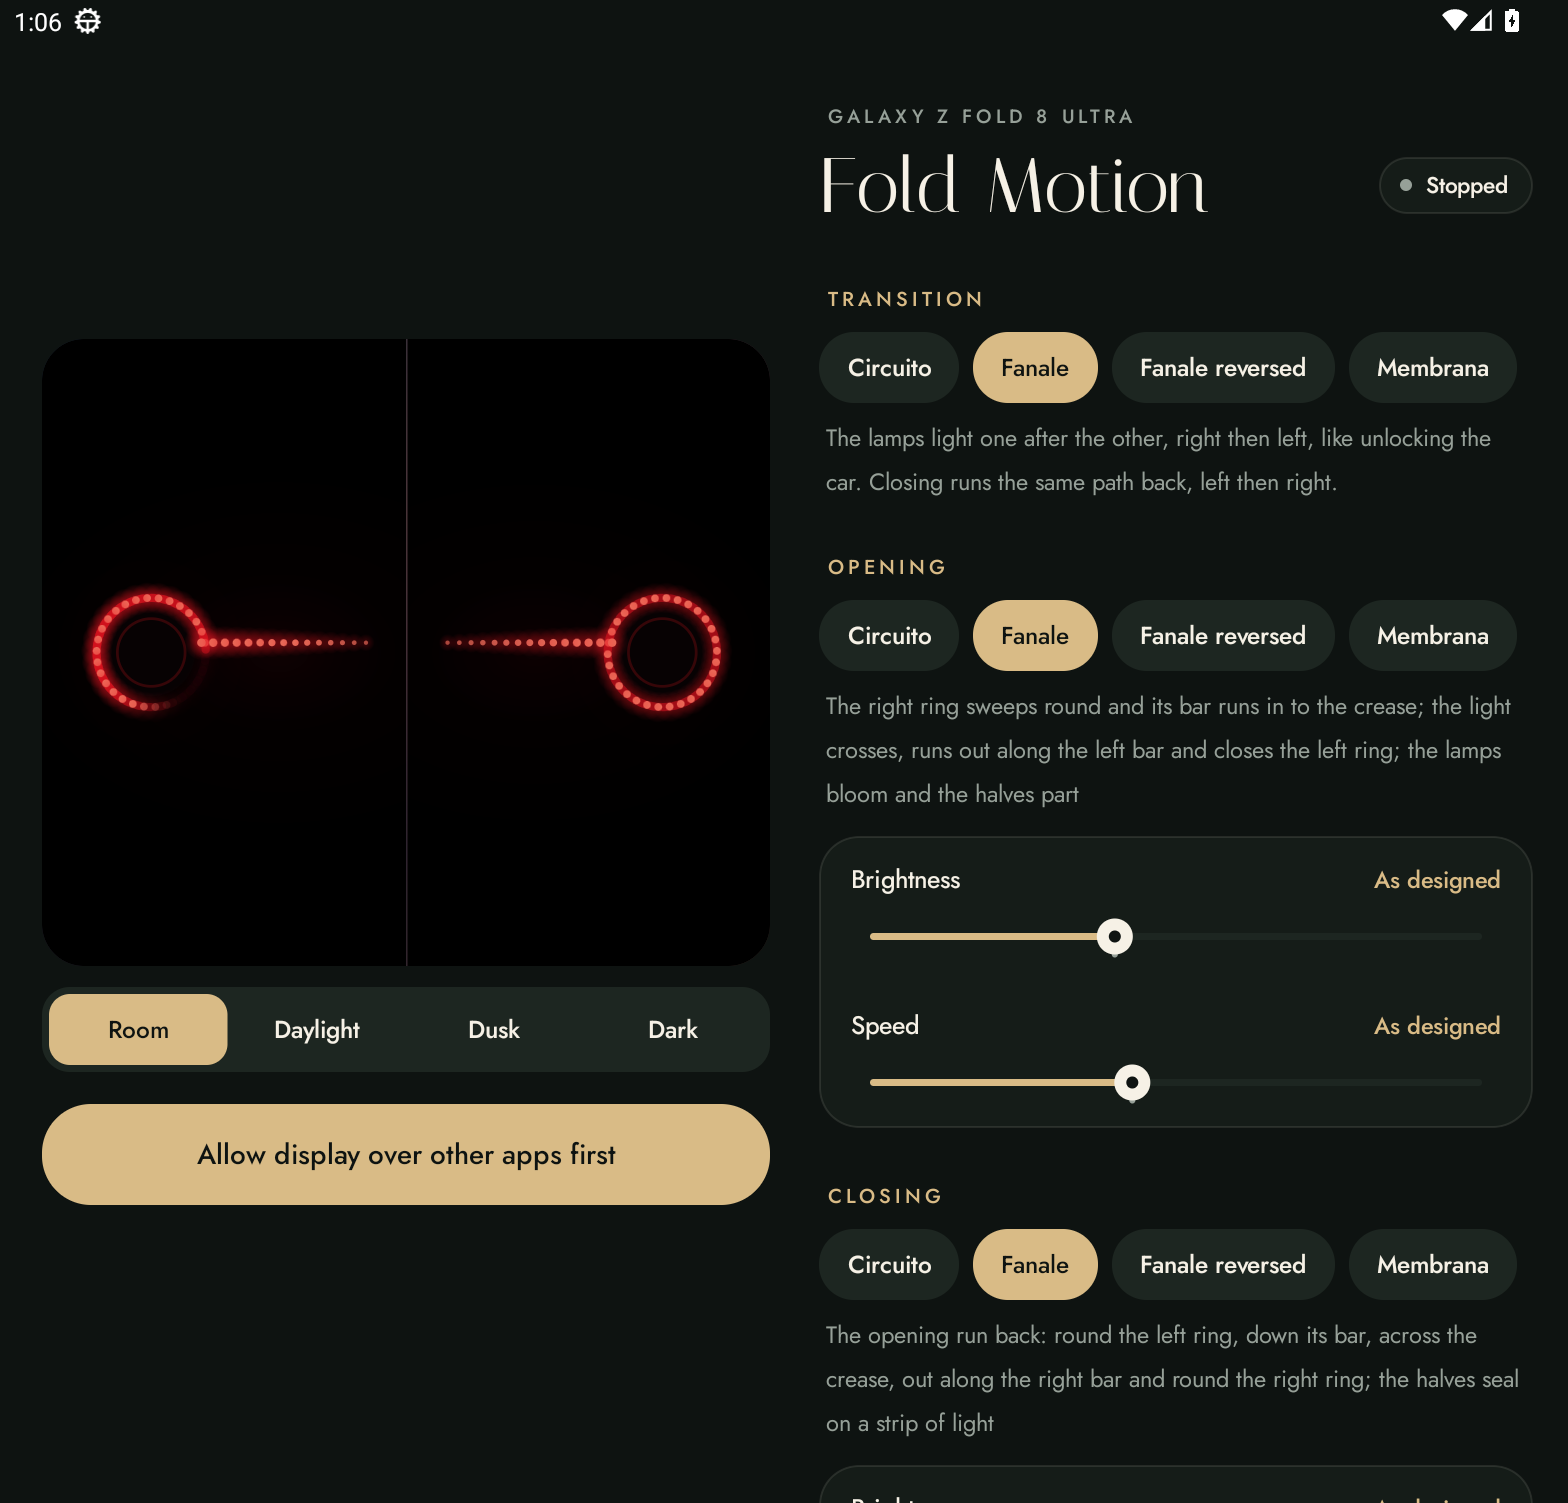 1:06
GALAXY Z FOLD 8 ULTRA
Fold Motion
Stopped
TRANSITION
Circuito
Fanale
Fanale reversed
Membrana
The lamps light one after the other, right then left, like unlocking the
car. Closing runs the same path back, left then right.
OPENING
Circuito
Fanale
Fanale reversed
Membrana
The right ring sweeps round and its bar runs in to the crease; the light
crosses, runs out along the left bar and closes the left ring; the lamps
bloom and the halves part
Brightness
As designed
Speed
As designed
CLOSING
Circuito
Fanale
Fanale reversed
Membrana
The opening run back: round the left ring, down its bar, across the
crease, out along the right bar and round the right ring; the halves seal
on a strip of light
Room
Daylight
Dusk
Dark
Allow display over other apps first